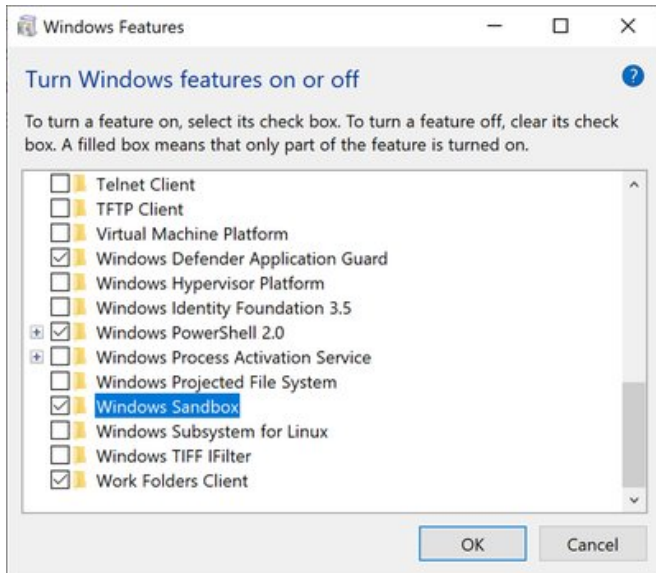 Windows Features
Turn Windows features on or off
To turn a feature on, select its check box. To turn a feature off, clear its check
box. A filled box means that only part of the feature is turned on.
Telnet Client
TFTP Client
Virtual Machine Platform
Windows Defender Application Guard
Windows Hypervisor Platform
Windows Identity Foundation 3.5
Windows PowerShell 2.0
Windows Process Activation Service
Windows Projected File System
Windows Sandbox
Windows Subsystem for Linux
Windows TIFF IFilter
Work Folders Client
OK Cancel